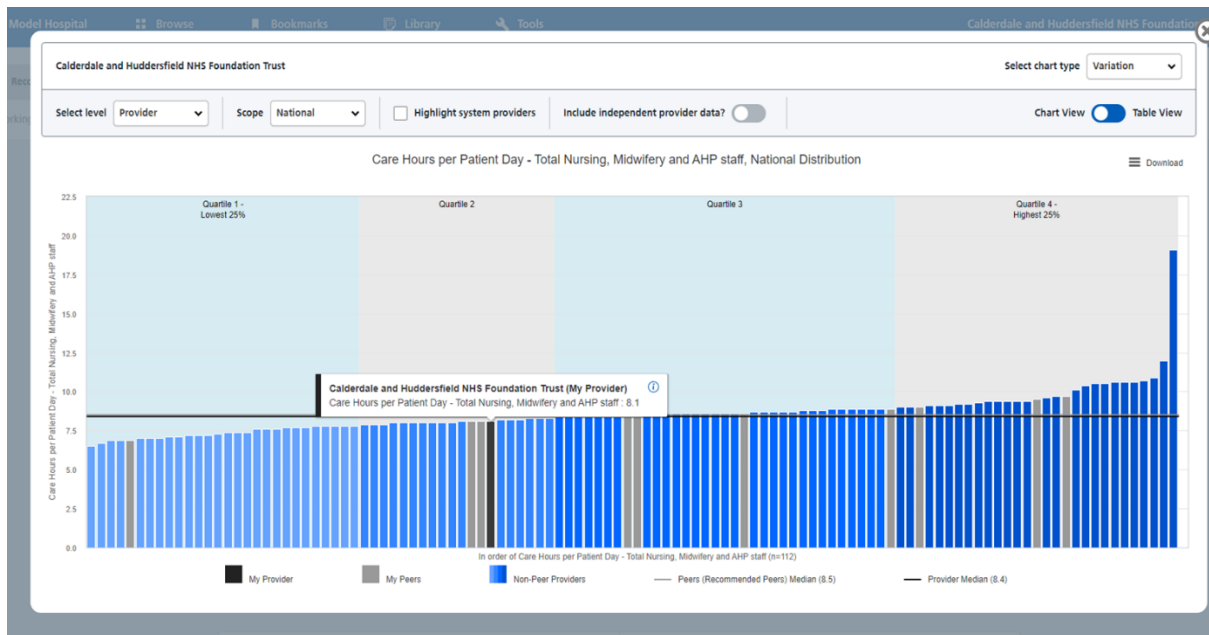 Model Hospital Browse Bookmarks Library Tools Calderdale and Huddersfield NHS Foundation
Calderdale and Huddersfield NHS Foundation Trust Select chart type Variation
Select level Provider Scope National Highlight system providers Include independent provider data? Chart View Table View
Care Hours per Patient Day - Total Nursing, Midwifery and AHP staff, National Distribution
Download
Quartile 1 -
Lowest 25%
Quartile 2
Quartile 3
Quartile 4 -
Highest 25%
Care Hours per Patient Day - Total Nursing, Midwifery and AHP staff
22.5
20.0
17.5
15.0
12.5
10.0
7.5
5.0
2.5
0.0
Calderdale and Huddersfield NHS Foundation Trust (My Provider)
Care Hours per Patient Day - Total Nursing, Midwifery and AHP staff : 8.1
In order of Care Hours per Patient Day - Total Nursing, Midwifery and AHP staff (n=112)
My Provider My Peers Non-Peer Providers Peers (Recommended Peers) Median (8.5) Provider Median (8.4)